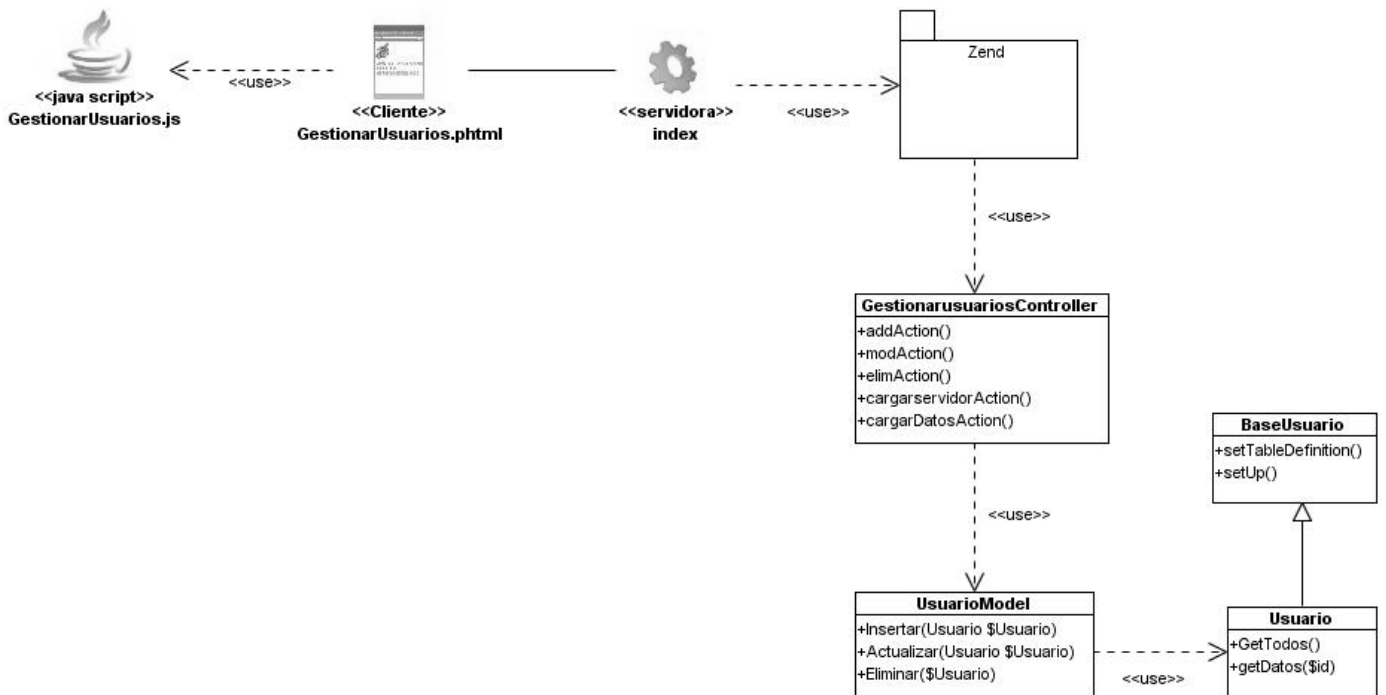 Zend
<<use>>
<<java script>>
GestionarUsuarios.js
<<Cliente>>
GestionarUsuarios.phtml
<<servidora>>
index
<<use>>
<<use>>
GestionarusuariosController
+addAction()
+modAction()
+elimAction()
+cargarservidorAction()
+cargarDatosAction()
BaseUsuario
+setTableDefinition()
+setUp()
<<use>>
UsuarioModel
+Insertar(Usuario $Usuario)
+Actualizar(Usuario $Usuario)
+Eliminar($Usuario)
<<use>>
Usuario
+GetTodos()
+getDatos($id)